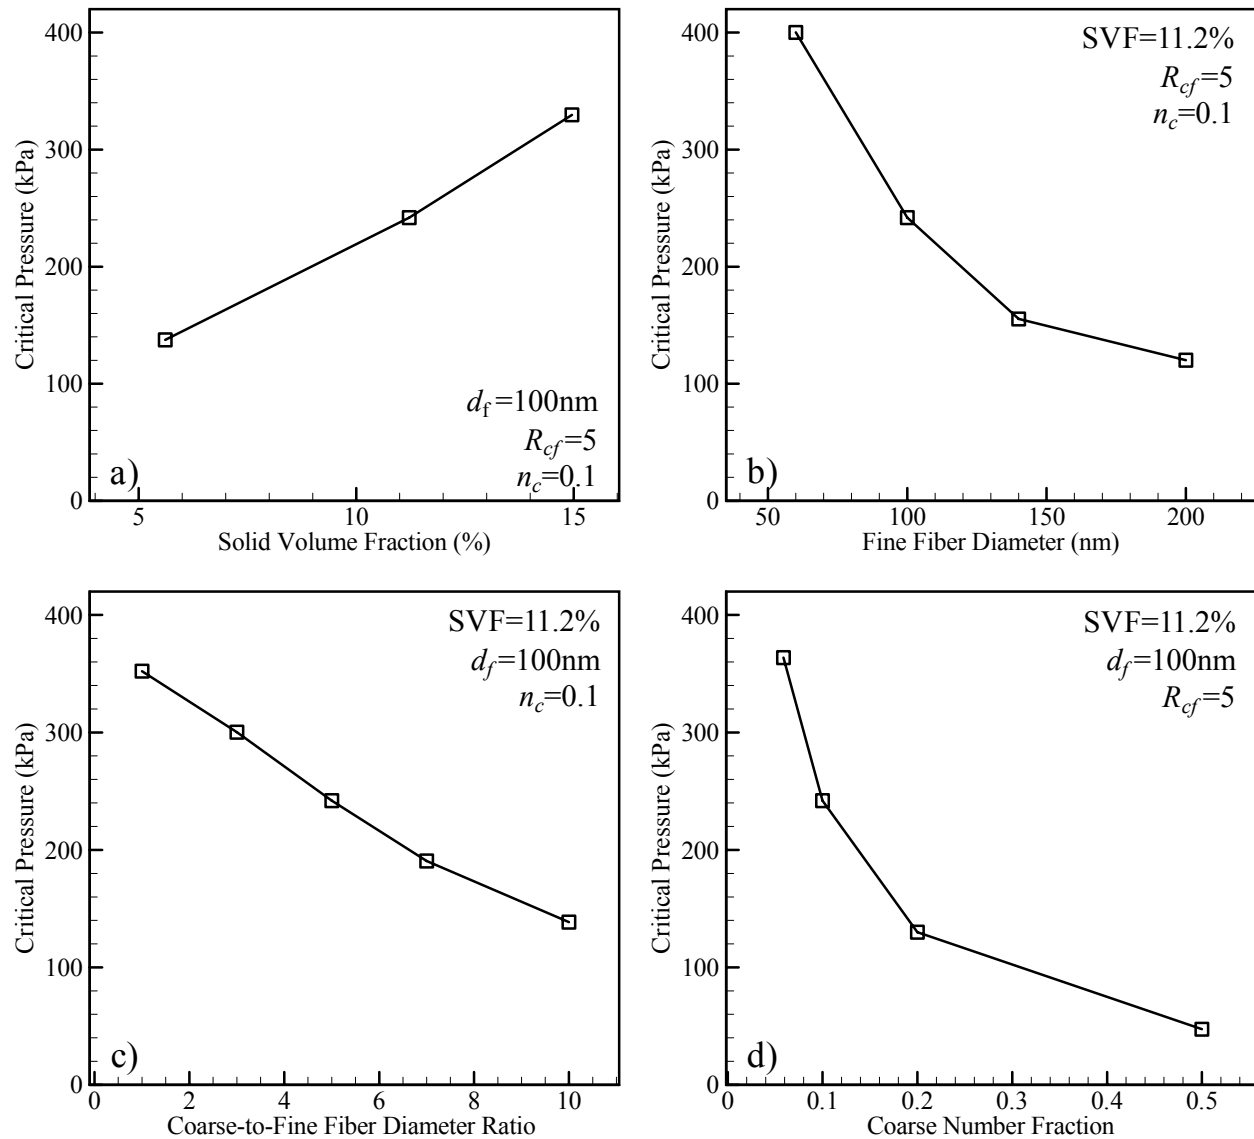 400
300
200
100
0
Critical Pressure (kPa)
d_f=100nm
R_cf=5
n_c=0.1
a)
5 10 15
Solid Volume Fraction (%)
400
300
200
100
0
Critical Pressure (kPa)
SVF=11.2%
R_cf=5
n_c=0.1
b)
50 100 150 200
Fine Fiber Diameter (nm)
400
300
200
100
0
Critical Pressure (kPa)
SVF=11.2%
d_f=100nm
n_c=0.1
c)
0 2 4 6 8 10
Coarse-to-Fine Fiber Diameter Ratio
400
300
200
100
0
Critical Pressure (kPa)
SVF=11.2%
d_f=100nm
R_cf=5
d)
0 0.1 0.2 0.3 0.4 0.5
Coarse Number Fraction